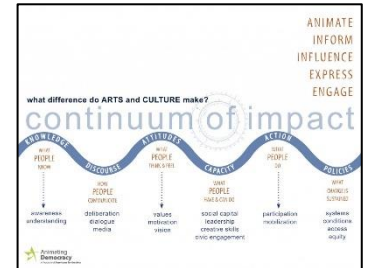 ANIMATE
INFORM
INFLUENCE
EXPRESS
ENGAGE
what difference do ARTS and CULTURE make?
continuum of impact
KNOWLEDGE
WHAT
PEOPLE
KNOW
awareness
understanding
DISCOURSE
HOW
PEOPLE
COMMUNICATE
deliberation
dialogue
media
ATTITUDES
WHAT
PEOPLE
THINK & FEEL
values
motivation
vision
CAPACITY
WHAT
PEOPLE
HAVE & CAN DO
social capital
leadership
creative skills
civic engagement
ACTION
WHAT
PEOPLE
DO
participation
mobilization
POLICIES
WHAT
CHANGE IS
SUSTAINED
systems
conditions
access
equity
Animating
Democracy